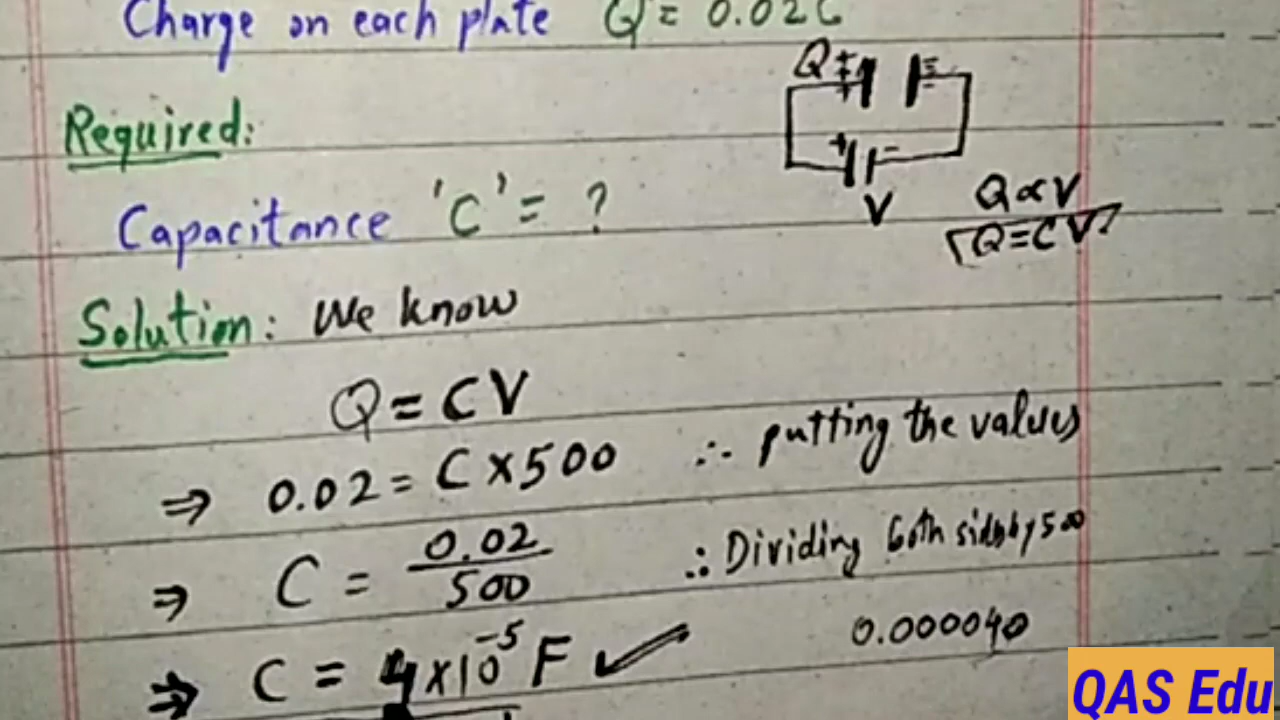 Charge on each plate Q = 0.02C
Q + + + - - -
+ -
V
Required:
Capacitance 'C' = ?
Q ∝ V
Q = CV
Solution: We know
Q = CV
⇒ 0.02 = C × 500 ∴ putting the values
⇒ C = 0.02/500 ∴ Dividing both sides by 500
⇒ C = 4 × 10⁻⁵ F ✓ 0.000040
QAS Edu